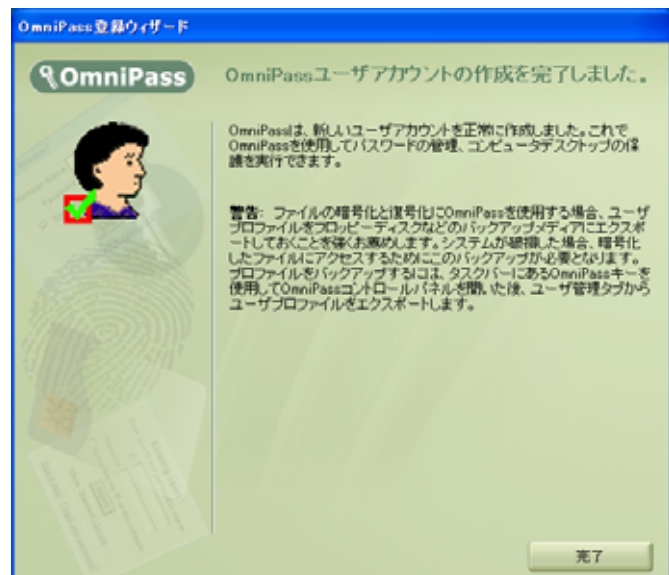 OmniPass登録ウィザード
OmniPass
OmniPassユーザアカウントの作成を完了しました。
OmniPassは、新しいユーザアカウントを正常に作成しました。これで
OmniPassを使用してパスワードの管理、コンピュータデスクトップの保
護を実行できます。
警告: ファイルの暗号化と復号化にOmniPassを使用する場合、ユーザ
プロファイルをフロッピーディスクなどのバックアップメディアにエクスポ
ートしておくことを強くお薦めします。システムが破損した場合、暗号化
したファイルにアクセスするためにこのバックアップが必要となります。
プロファイルをバックアップするには、タスクバーにあるOmniPassキーを
使用してOmniPassコントロールパネルを開いた後、ユーザ管理タブから
ユーザプロファイルをエクスポートします。
完了